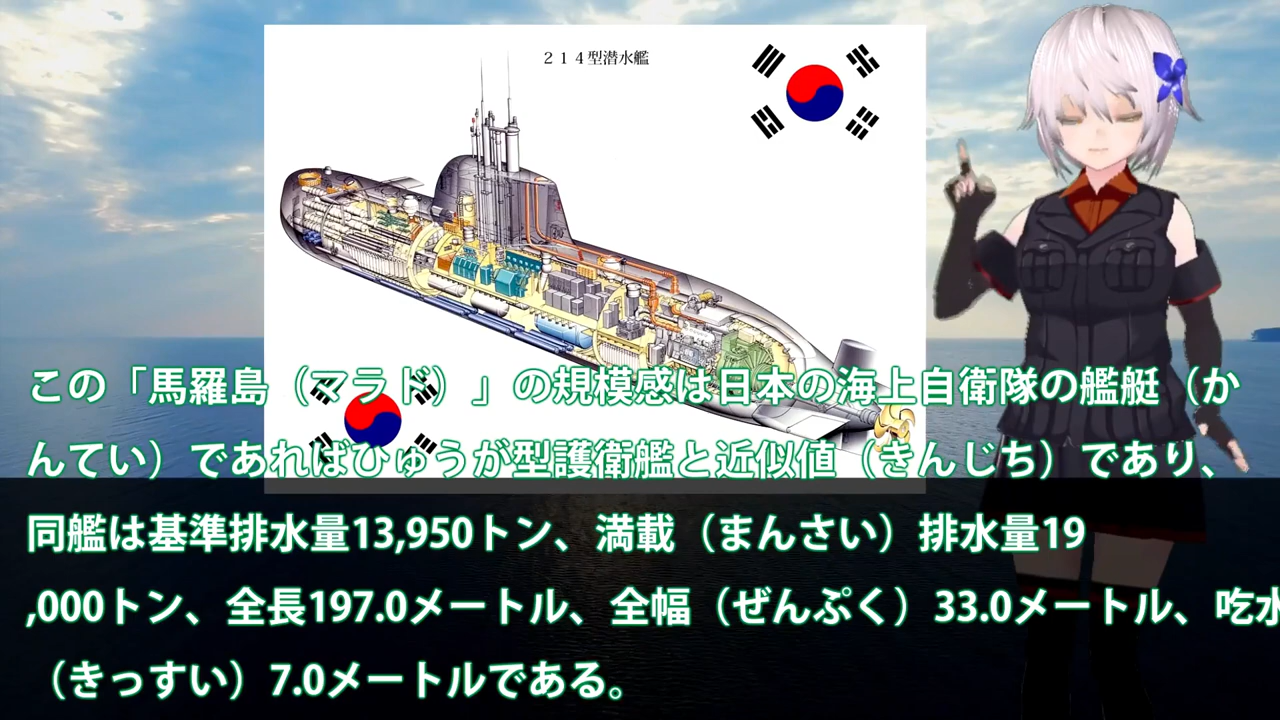 ２１４型潜水艦
この「馬羅島（マラド）」の規模感は日本の海上自衛隊の艦艇（か
んてい）であればひゅうが型護衛艦と近似値（きんじち）であり、
同艦は基準排水量13,950トン、満載（まんさい）排水量19
,000トン、全長197.0メートル、全幅（ぜんぷく）33.0メートル、吃水
（きっすい）7.0メートルである。